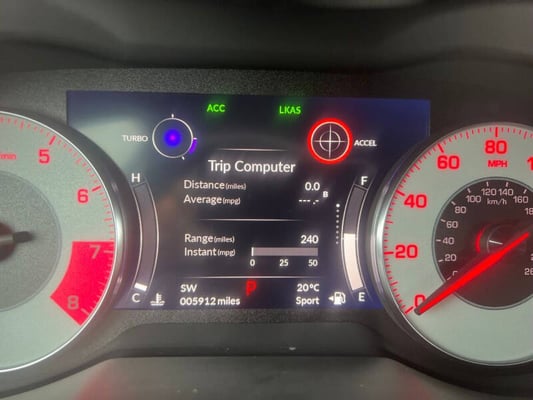 ACC LKAS
TURBO ACCEL
Trip Computer
Distance(miles) 0.0
Average(mpg) ---.- B
Range(miles) 240
Instant(mpg)
0 25 50
H F
C E
SW P 20°C
005912 miles Sport
/min 5 6 7 8
0 20 40 60 80
MPH
0 20 40 60 80 100 120 140 160
km/h